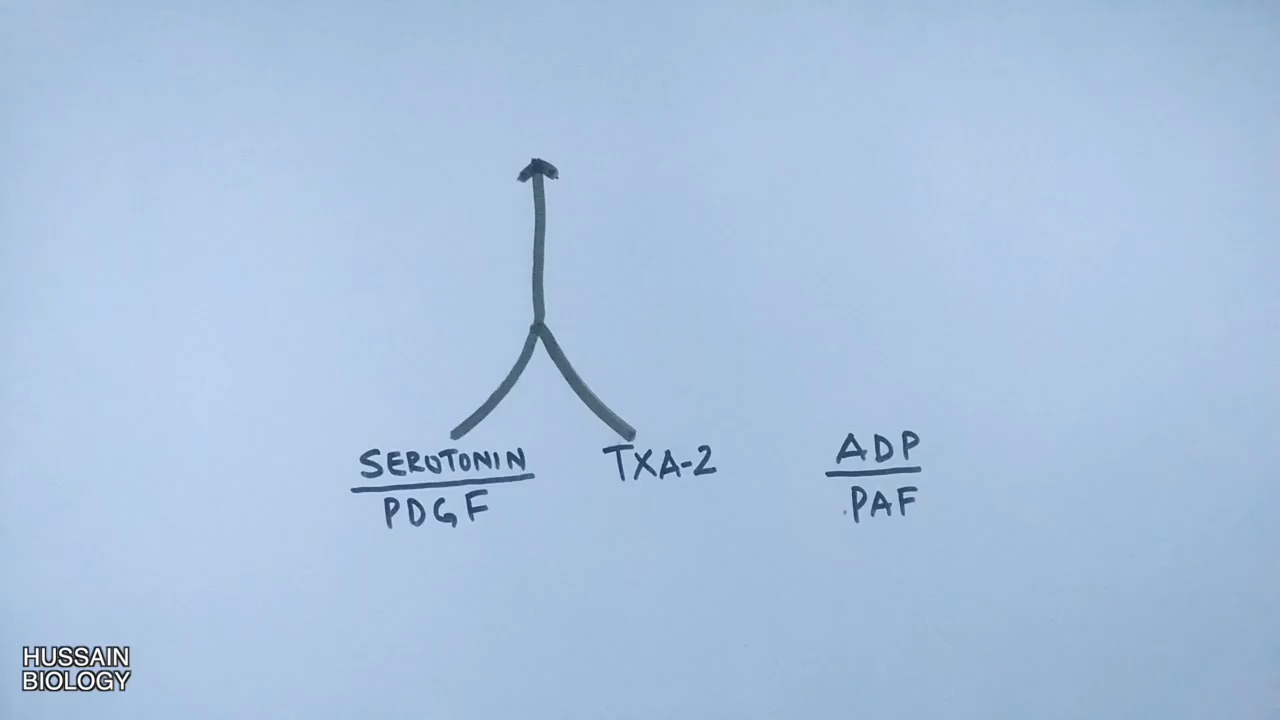 SEROTONIN
PDGF
TXA-2
ADP
PAF
HUSSAIN
BIOLOGY